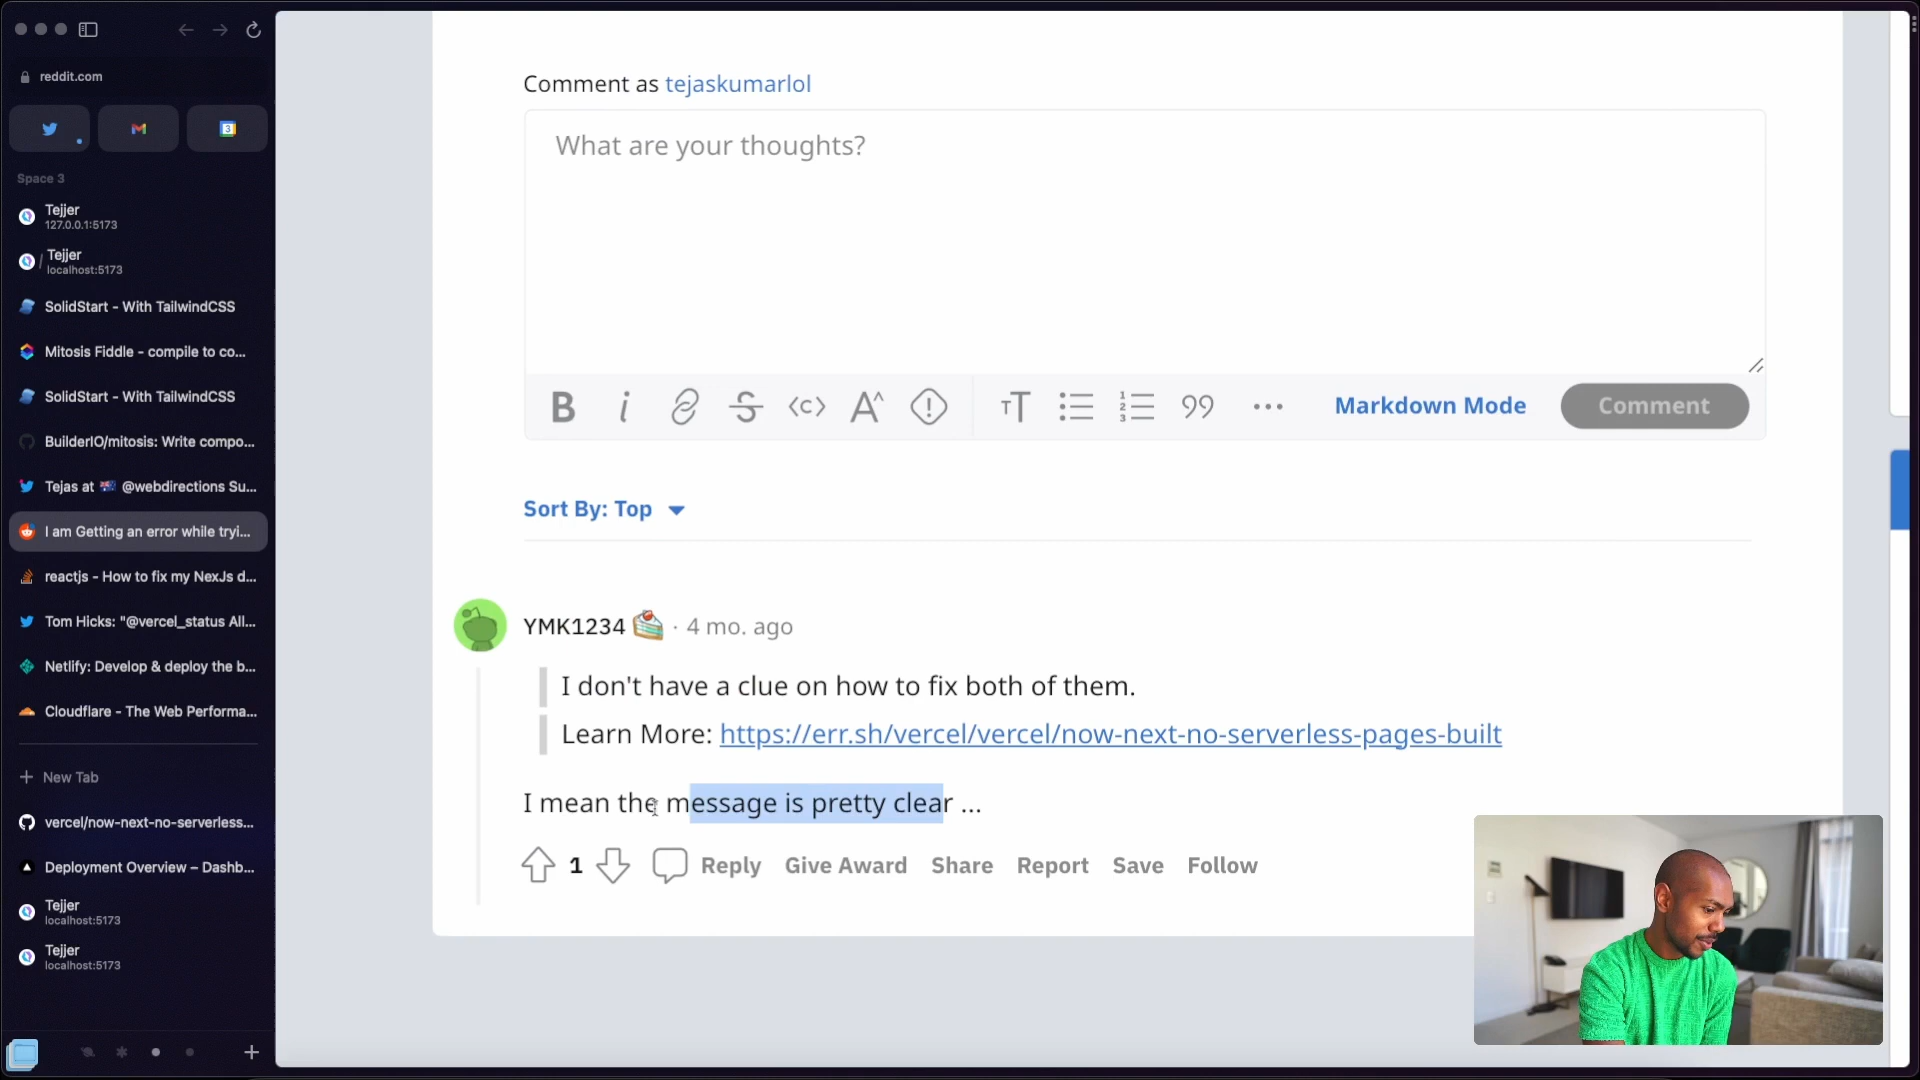 reddit.com
Space 3
Tejjer
127.0.0.1:5173
/ Tejjer
localhost:5173
SolidStart - With TailwindCSS
Mitosis Fiddle - compile to co...
SolidStart - With TailwindCSS
BuilderIO/mitosis: Write compo...
Tejas at 🇦🇺 @webdirections Su...
I am Getting an error while tryi...
reactjs - How to fix my NexJs d...
Tom Hicks: "@vercel_status All...
Netlify: Develop & deploy the b...
Cloudflare - The Web Performa...
+ New Tab
vercel/now-next-no-serverless...
Deployment Overview – Dashb...
Tejjer
localhost:5173
Tejjer
localhost:5173
Comment as tejaskumarlol
What are your thoughts?
Markdown Mode
Comment
Sort By: Top
YMK1234 🍰 · 4 mo. ago
I don't have a clue on how to fix both of them.
Learn More: https://err.sh/vercel/vercel/now-next-no-serverless-pages-built
I mean the message is pretty clear ...
1 Reply Give Award Share Report Save Follow